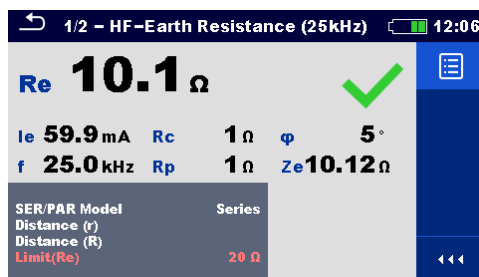 1/2 - HF-Earth Resistance (25kHz) 12:06
Re 10.1 Ω
Ie 59.9 mA Rc 1 Ω φ 5 °
f 25.0 kHz Rp 1 Ω Ze 10.12 Ω
SER/PAR Model Series
Distance (r)
Distance (R)
Limit(Re) 20 Ω